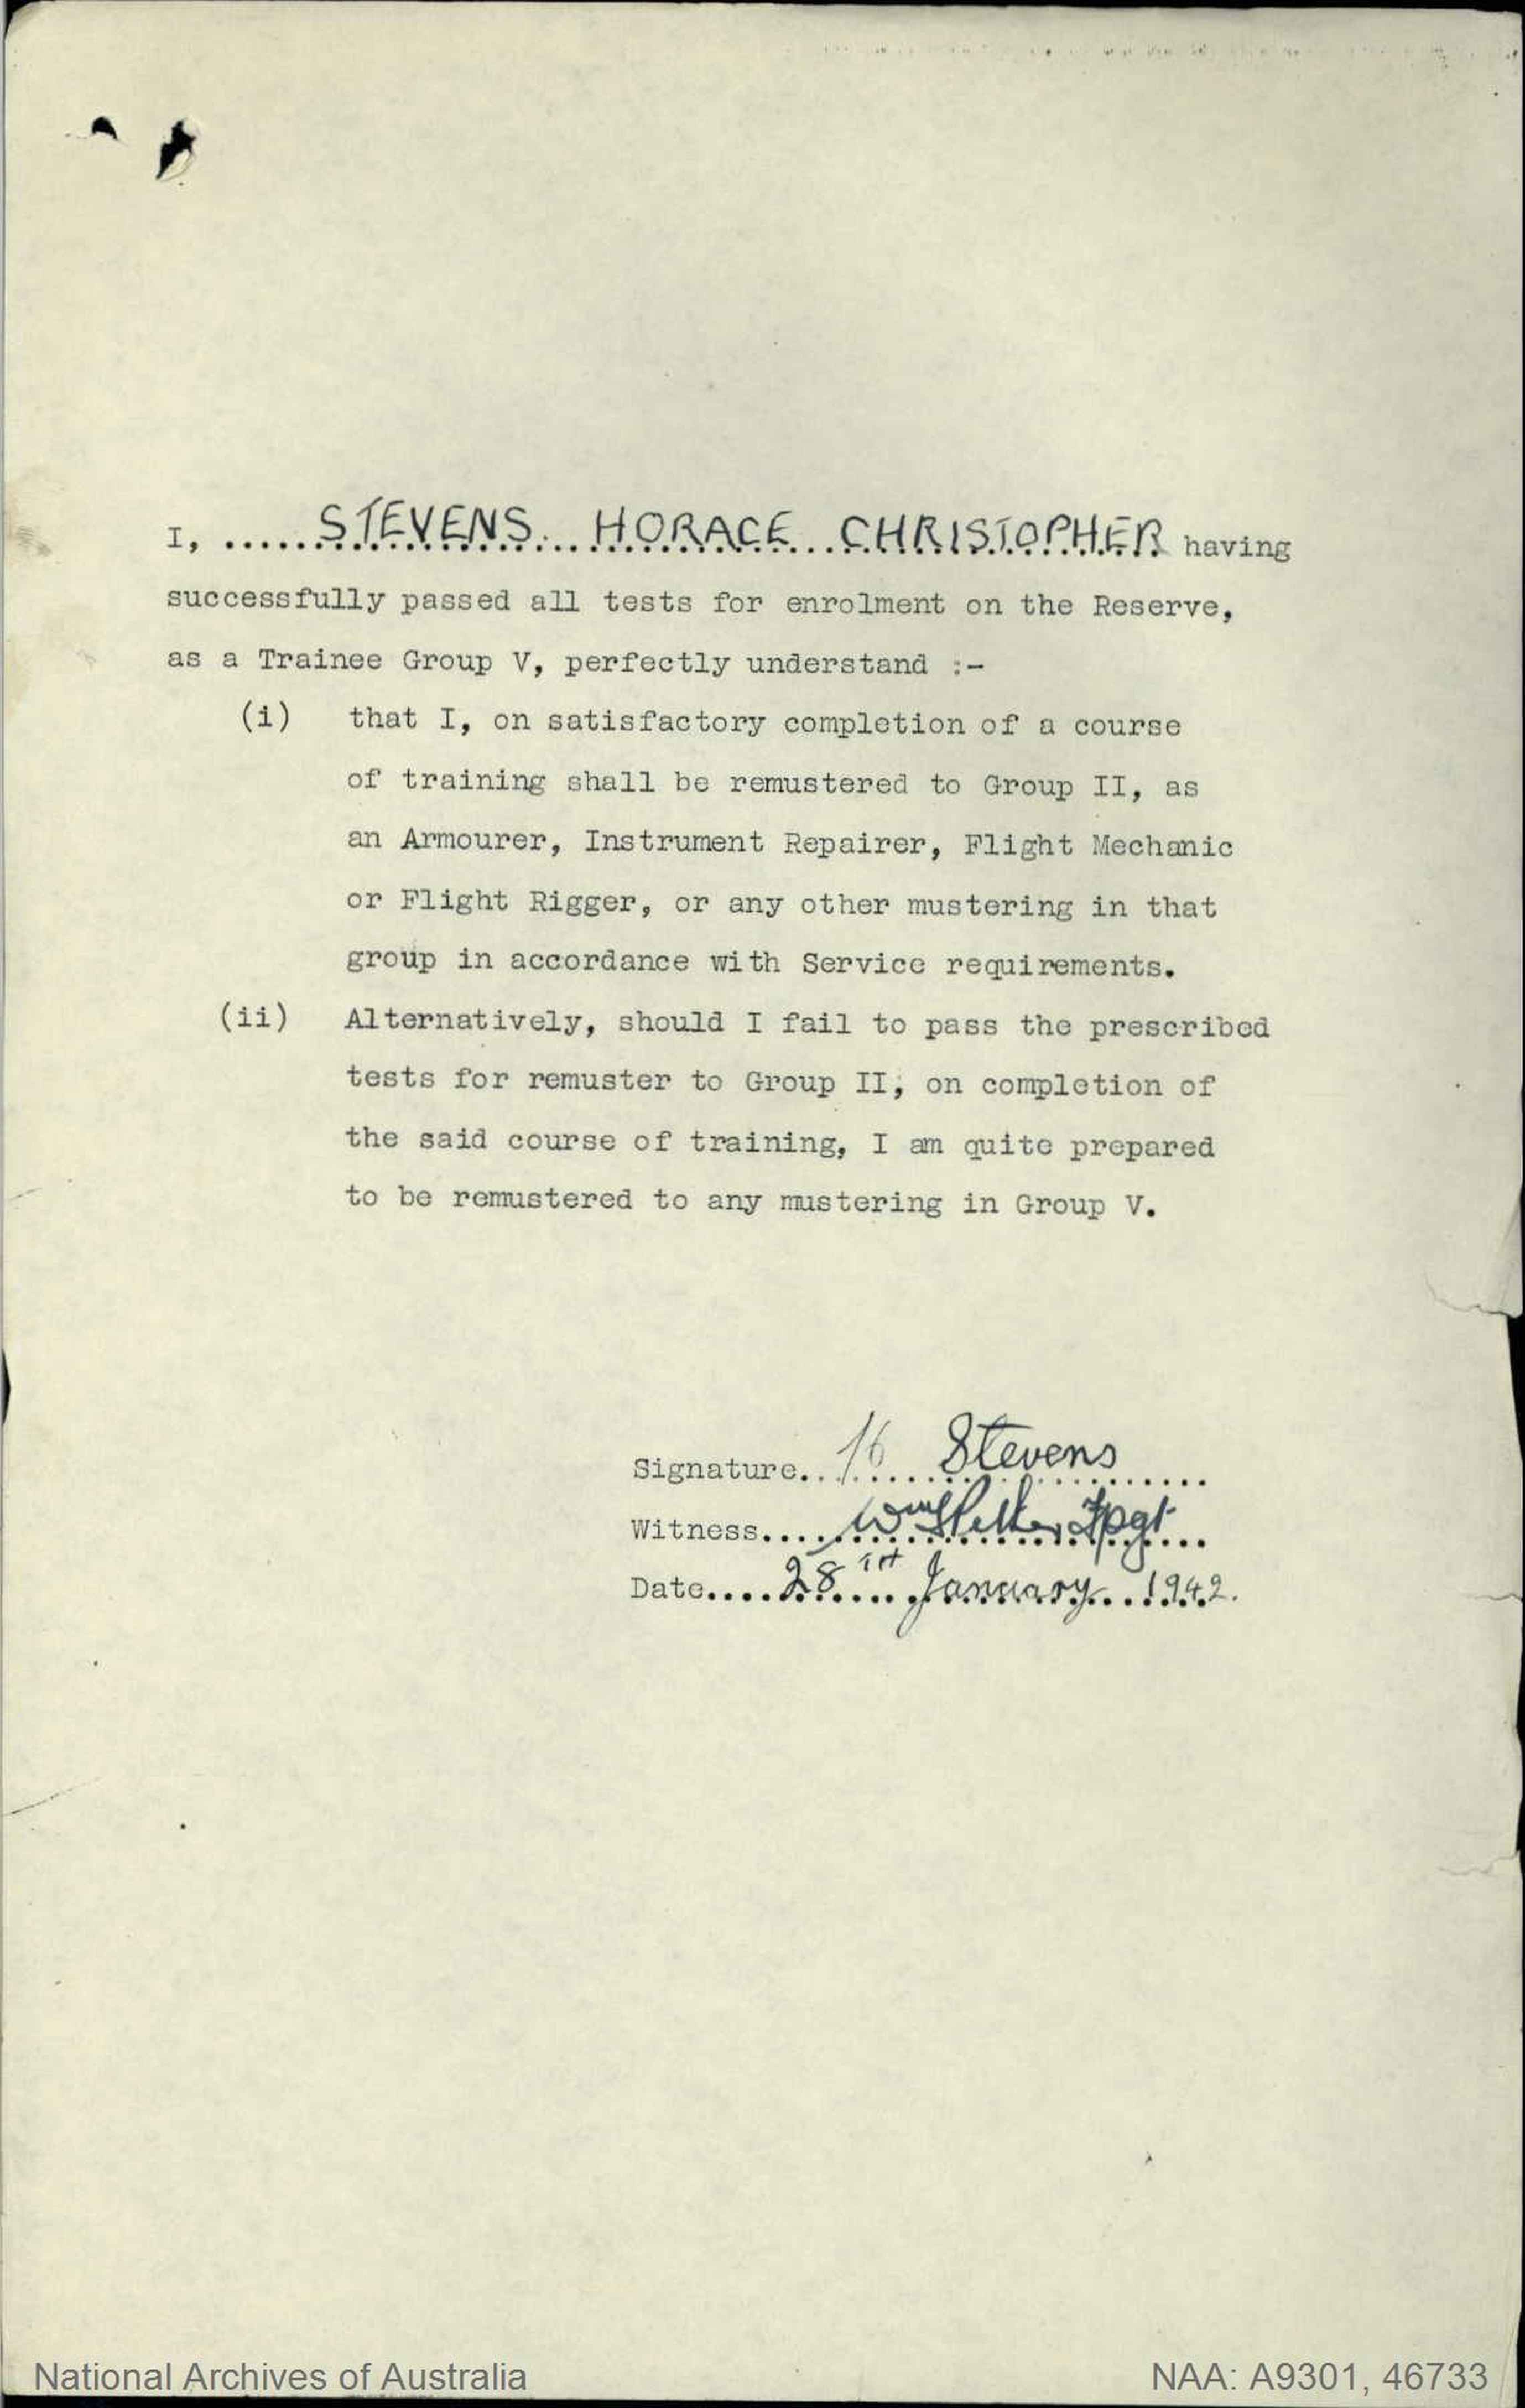 I, ...... STEVENS... HORACE... CHRISTOPHER having
successfully passed all tests for enrolment on the Reserve,
as a Trainee Group V, perfectly understand :-
(i) that I, on satisfactory completion of a course
of training shall be remustered to Group II, as
an Armourer, Instrument Repairer, Flight Mechanic
or Flight Rigger, or any other mustering in that
group in accordance with Service requirements.
(ii) Alternatively, should I fail to pass the prescribed
tests for remuster to Group II, on completion of
the said course of training, I am quite prepared
to be remustered to any mustering in Group V.
Signature.. H Stevens
Witness.... Wm
Date.... 28TH January 1942.
National Archives of Australia
NAA: A9301, 46733